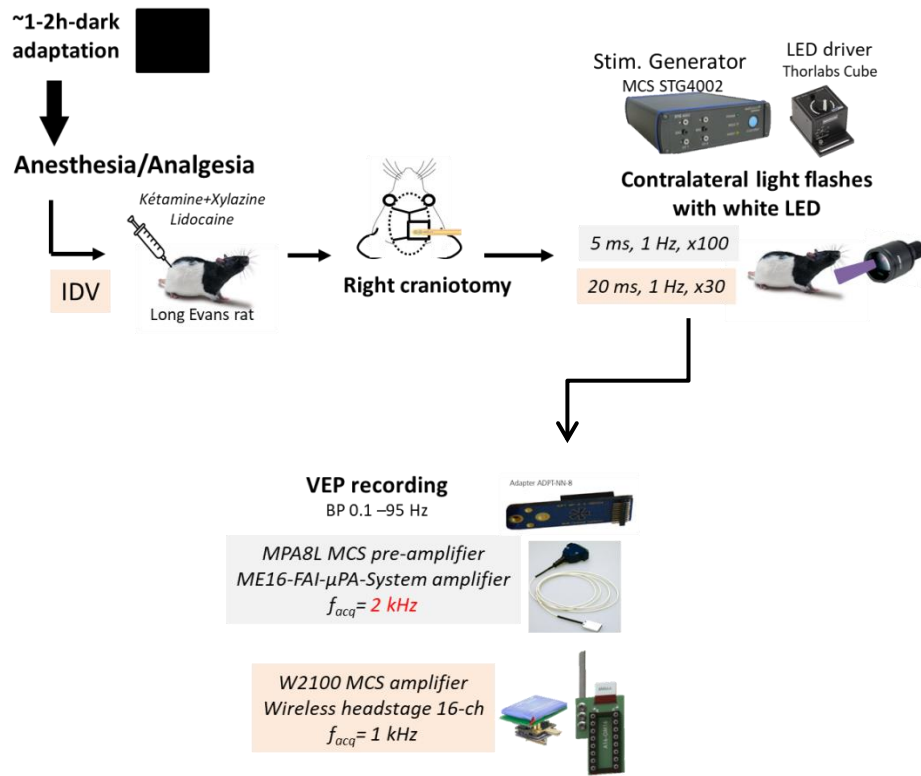 ~1-2h-dark
adaptation
Anesthesia/Analgesia
Kétamine+Xylazine
Lidocaine
IDV
Long Evans rat
Right craniotomy
Stim. Generator
MCS STG4002
LED driver
Thorlabs Cube
Contralateral light flashes
with white LED
5 ms, 1 Hz, x100
20 ms, 1 Hz, x30
VEP recording
BP 0.1 –95 Hz
Adapter ADPT-NN-8
MPA8L MCS pre-amplifier
ME16-FAI-µPA-System amplifier
facq= 2 kHz
W2100 MCS amplifier
Wireless headstage 16-ch
facq= 1 kHz